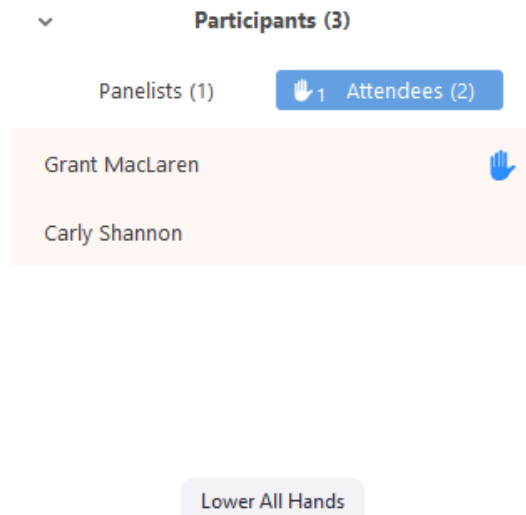 Participants (3)
Panelists (1) 1 Attendees (2)
Grant MacLaren
Carly Shannon
Lower All Hands